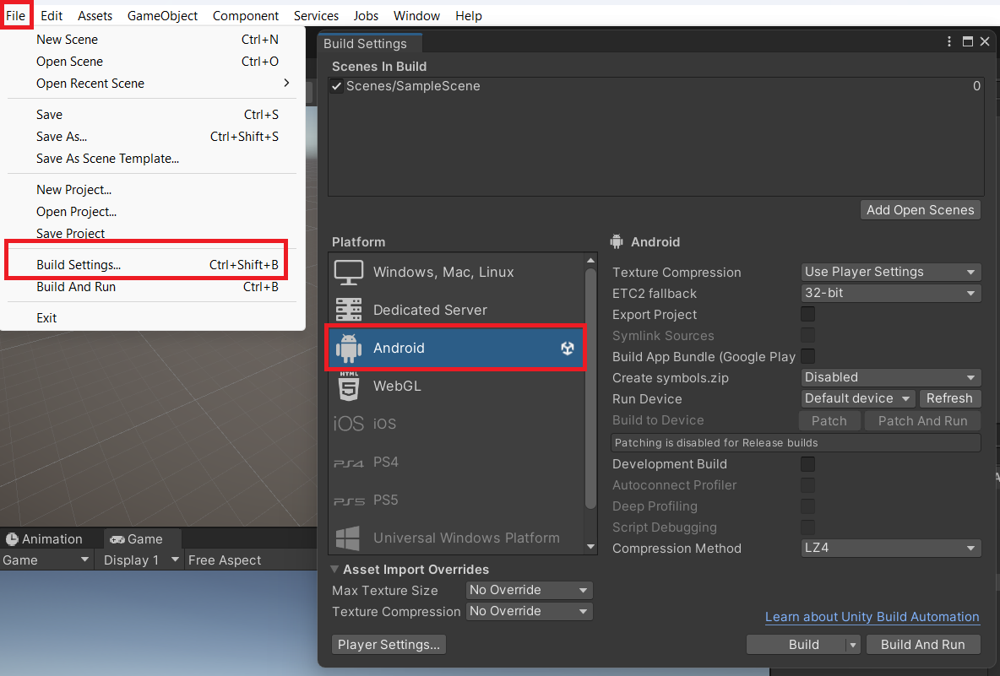 File Edit Assets GameObject Component Services Jobs Window Help
New Scene Ctrl+N
Open Scene Ctrl+O
Open Recent Scene
Save Ctrl+S
Save As... Ctrl+Shift+S
Save As Scene Template...
New Project...
Open Project...
Save Project
Build Settings... Ctrl+Shift+B
Build And Run Ctrl+B
Exit
Build Settings
Scenes In Build
Scenes/SampleScene 0
Add Open Scenes
Platform
Windows, Mac, Linux
Dedicated Server
Android
HTML 5 WebGL
iOS iOS
PS4 PS4
PS5 PS5
Universal Windows Platform
Android
Texture Compression Use Player Settings
ETC2 fallback 32-bit
Export Project
Symlink Sources
Build App Bundle (Google Play
Create symbols.zip Disabled
Run Device Default device Refresh
Build to Device Patch Patch And Run
Patching is disabled for Release builds
Development Build
Autoconnect Profiler
Deep Profiling
Script Debugging
Compression Method LZ4
Asset Import Overrides
Max Texture Size No Override
Texture Compression No Override
Learn about Unity Build Automation
Player Settings... Build Build And Run
Animation Game
Game Display 1 Free Aspect